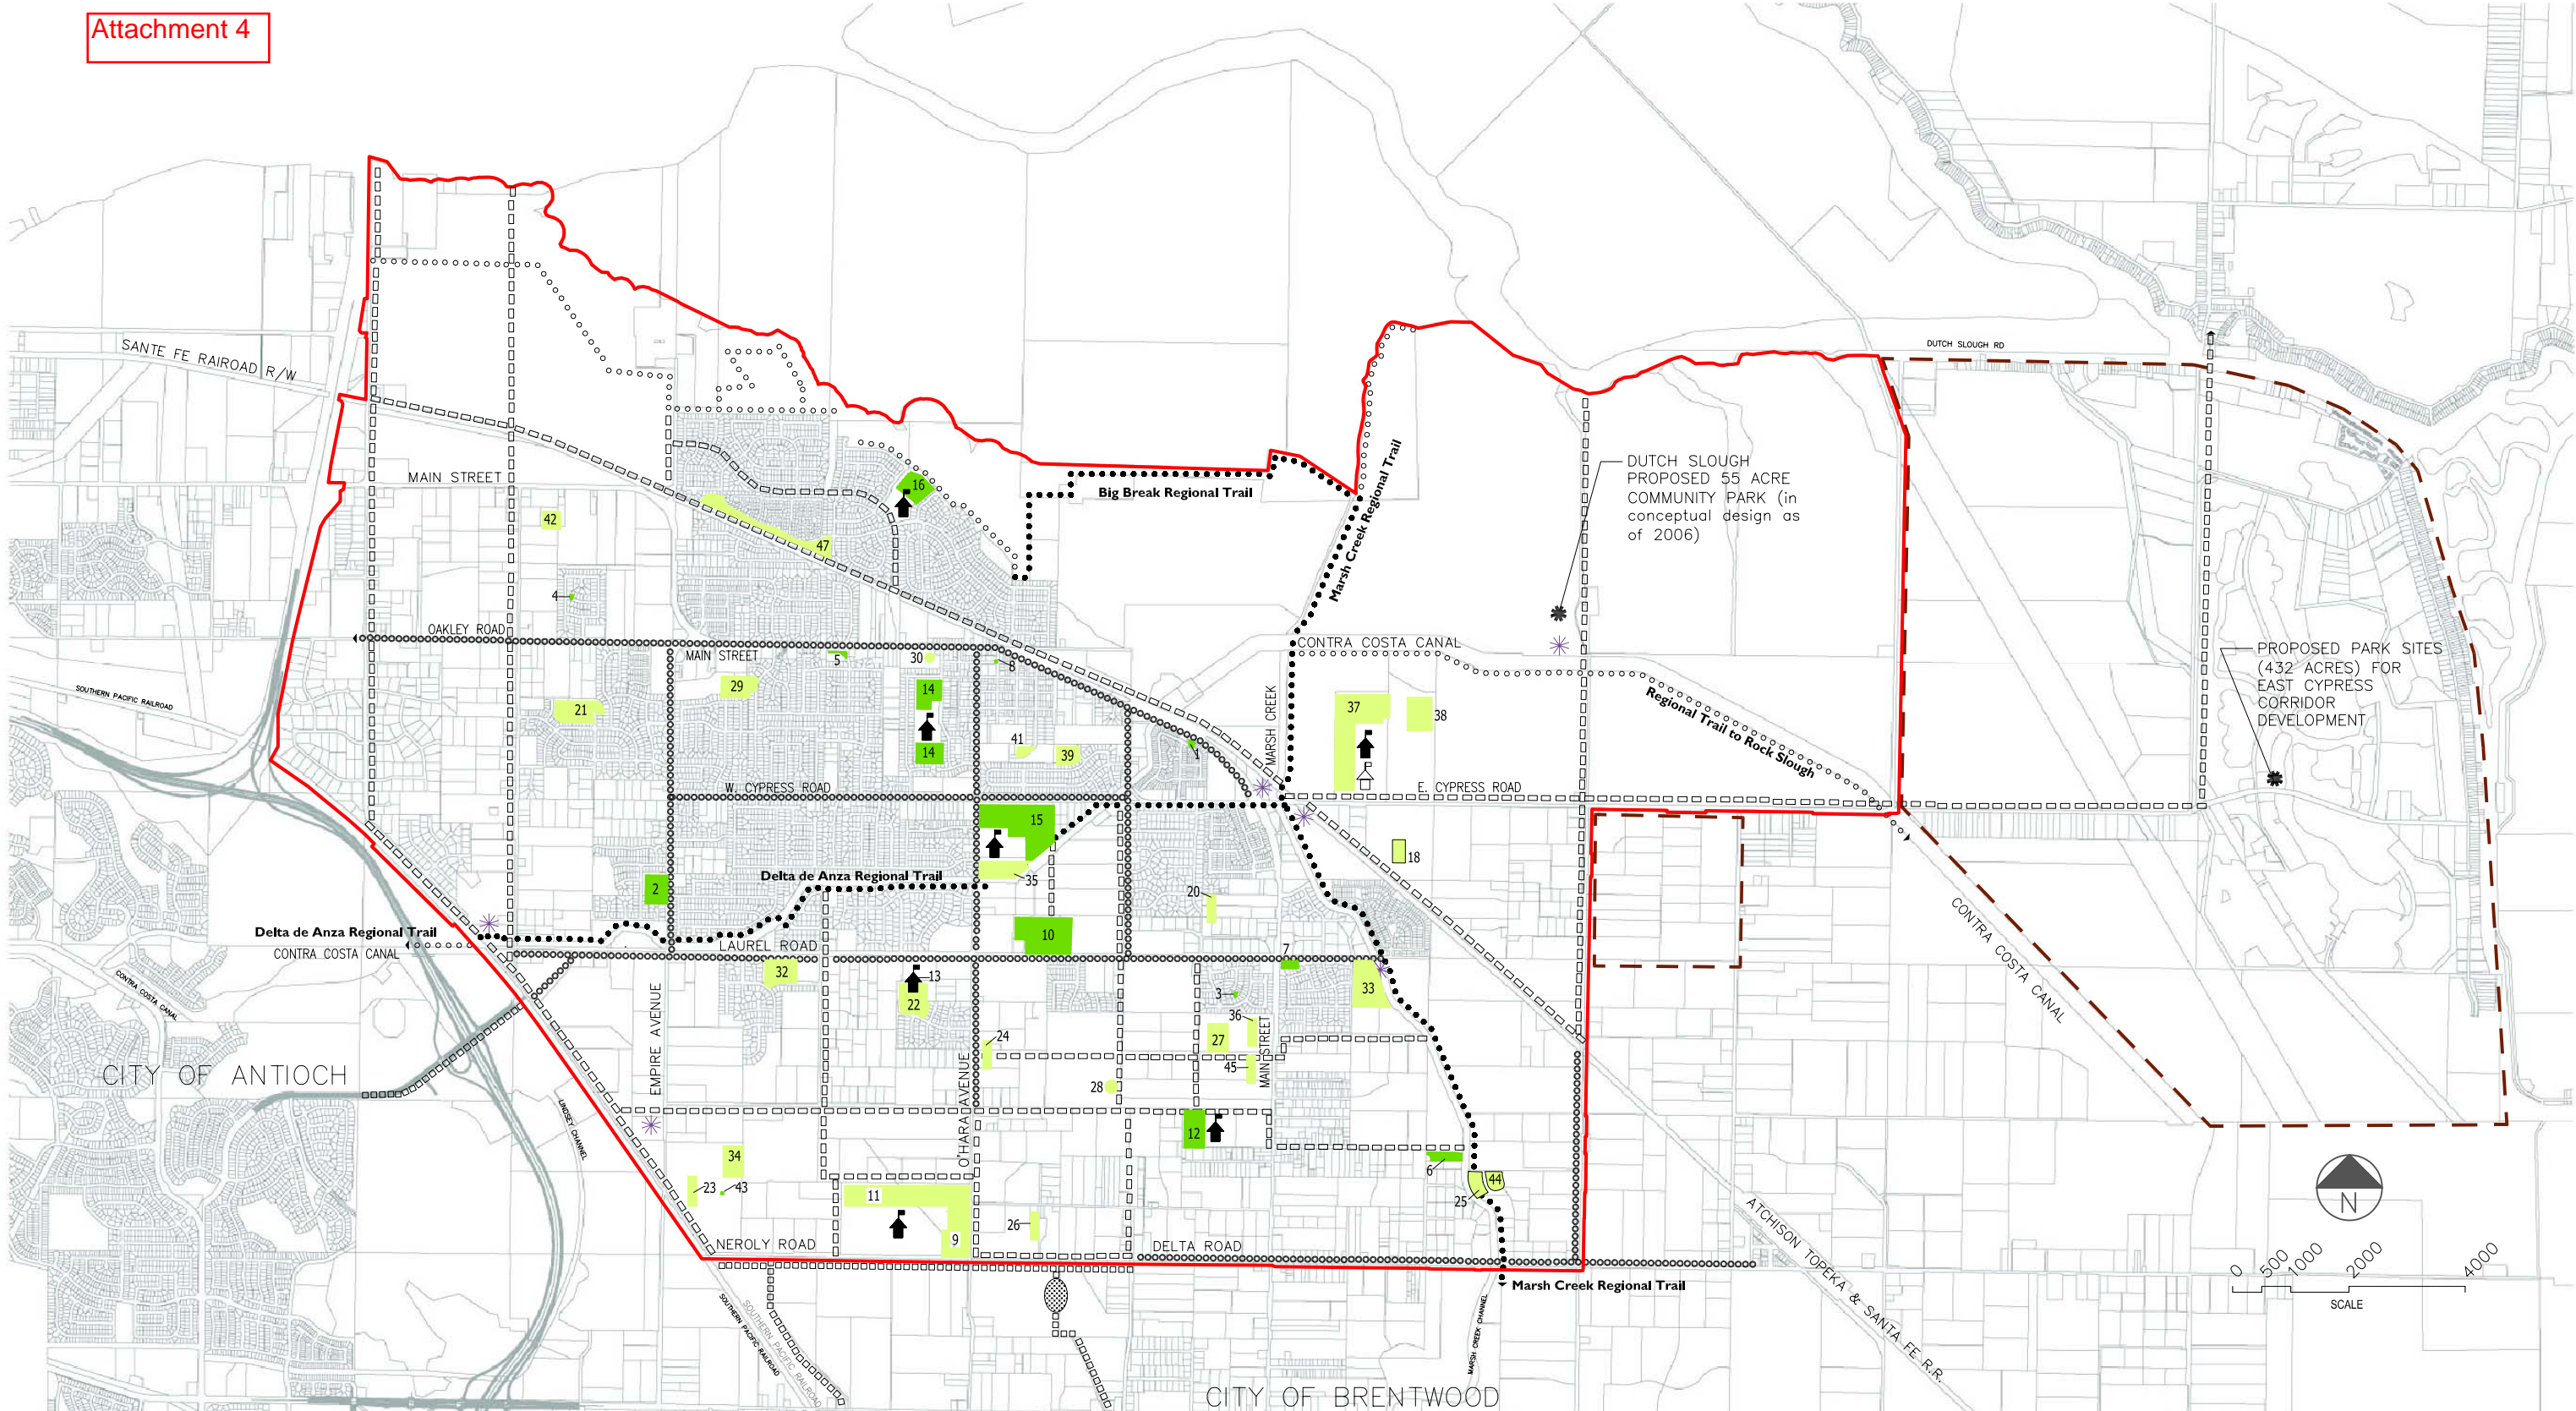 Attachment 4
DUTCH SLOUGH RD
SANTE FE RAIROAD R/W
MAIN STREET
DUTCH SLOUGH
PROPOSED 55 ACRE
COMMUNITY PARK (in
conceptual design as
of 2006)
16
Big Break Regional Trail
Marsh Creek Regional Trail
42
47
4
OAKLEY ROAD
MAIN STREET
5
30
8
CONTRA COSTA CANAL
PROPOSED PARK SITES
(432 ACRES) FOR
EAST CYPRESS
CORRIDOR
DEVELOPMENT
SOUTHERN PACIFIC RAILROAD
29
14
21
37
38
Regional Trail to Rock Slough
MARSH CREEK
41
39
14
1
W. CYPRESS ROAD
E. CYPRESS ROAD
15
18
Delta de Anza Regional Trail
35
2
20
CONTRA COSTA CANAL
Delta de Anza Regional Trail
CONTRA COSTA CANAL
LAUREL ROAD
10
7
CONTRA COSTA CANAL
32
13
22
3
33
36
EMPIRE AVENUE
24
27
MAIN STREET
45
CITY OF ANTIOCH
LINDSEY CHANNEL
28
O'HARA AVENUE
12
34
6
23
43
11
44
25
26
9
NEROLY ROAD
DELTA ROAD
Marsh Creek Regional Trail
ATCHISON TOPEKA & SANTA FE R.R.
N
0 500 1000 2000 4000
SCALE
SOUTHERN PACIFIC RAILROAD
SOUTHERN PACIFIC RAILROAD
MARSH CREEK CHANNEL
CITY OF BRENTWOOD